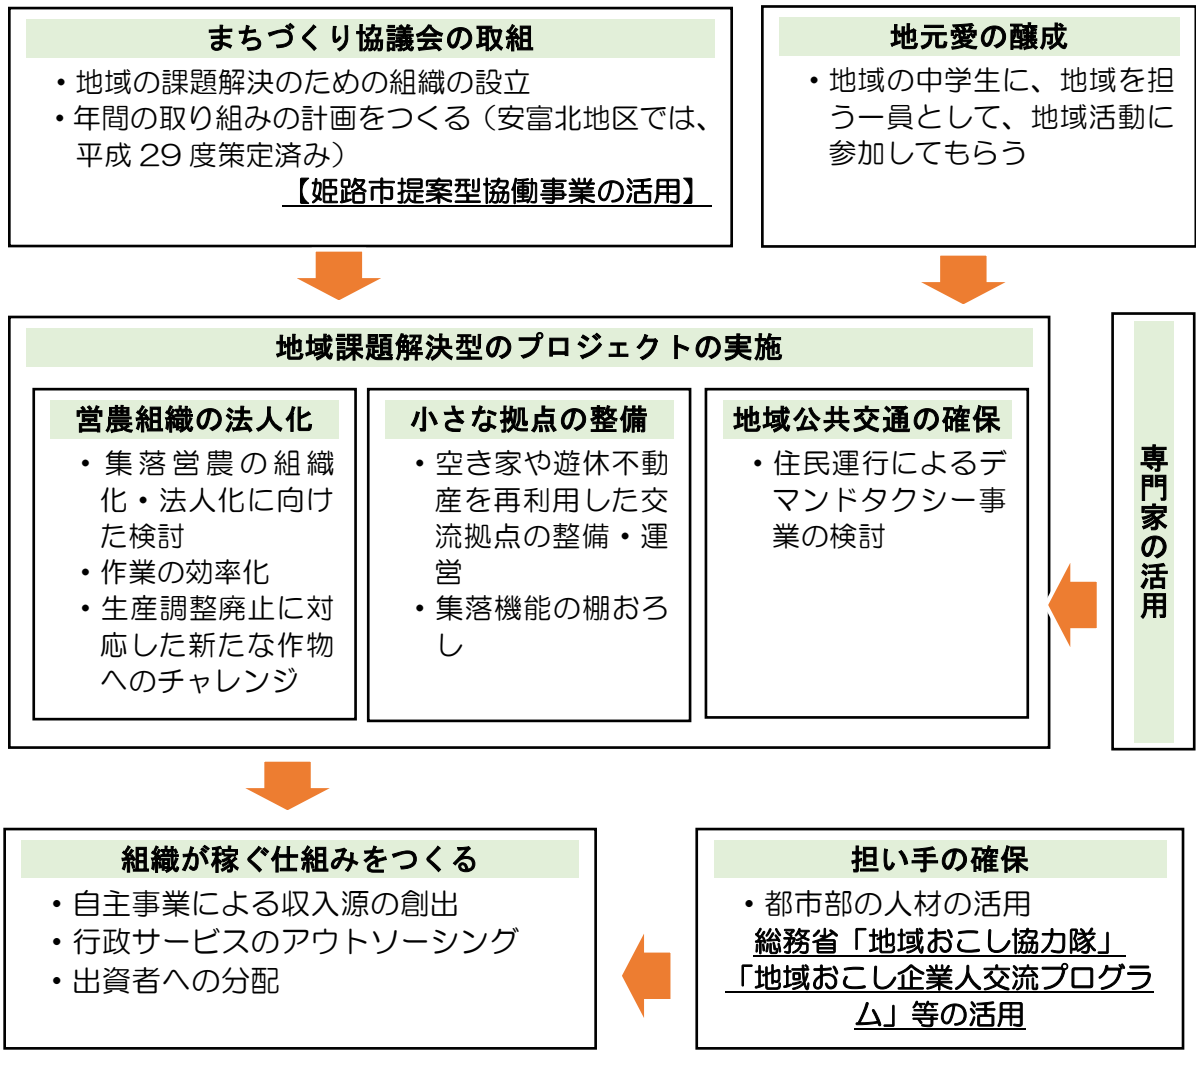 まちづくり協議会の取組
・地域の課題解決のための組織の設立
・年間の取り組みの計画をつくる（安富北地区では、
平成 29 度策定済み）
【姫路市提案型協働事業の活用】
地元愛の醸成
・地域の中学生に、地域を担
う一員として、地域活動に
参加してもらう
地域課題解決型のプロジェクトの実施
営農組織の法人化
・集落営農の組織
化・法人化に向け
た検討
・作業の効率化
・生産調整廃止に対
応した新たな作物
へのチャレンジ
小さな拠点の整備
・空き家や遊休不動
産を再利用した交
流拠点の整備・運
営
・集落機能の棚おろ
し
地域公共交通の確保
・住民運行によるデ
マンドタクシー事
業の検討
専門家の活用
組織が稼ぐ仕組みをつくる
・自主事業による収入源の創出
・行政サービスのアウトソーシング
・出資者への分配
担い手の確保
・都市部の人材の活用
総務省「地域おこし協力隊」
「地域おこし企業人交流プログラ
ム」等の活用